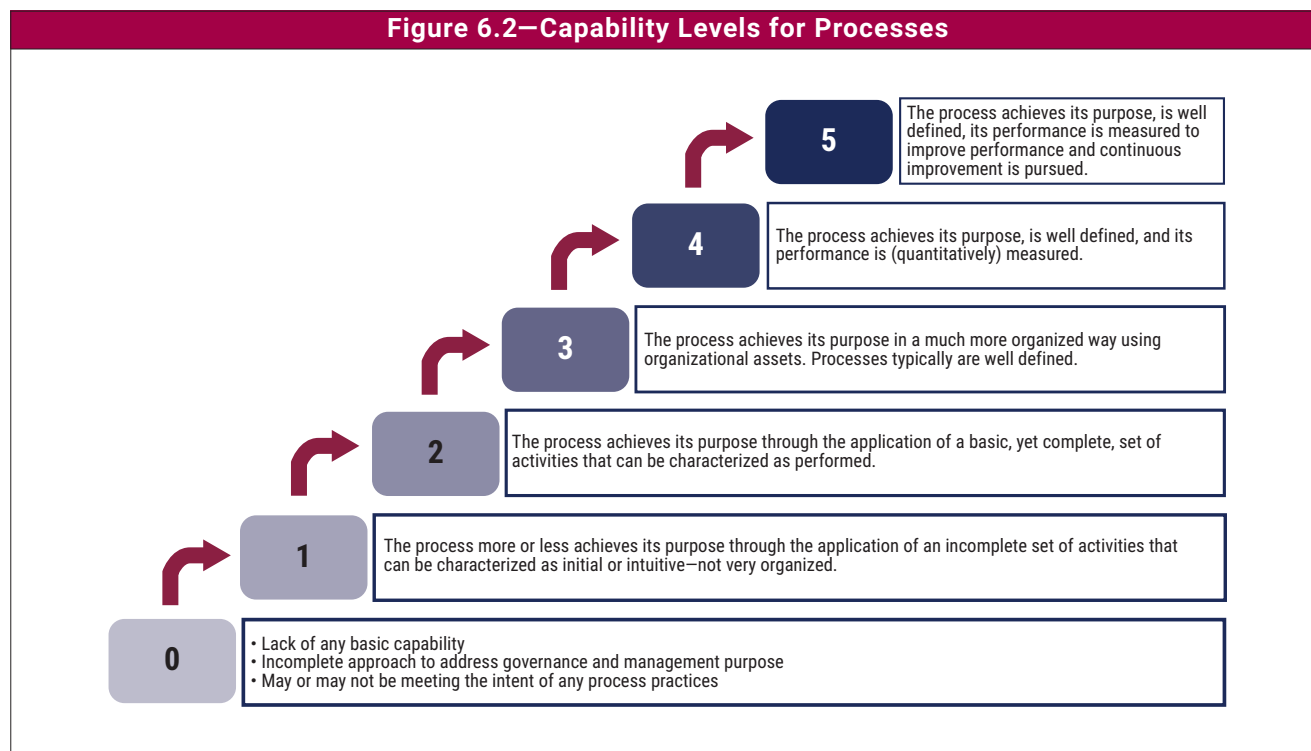 Figure 6.2—Capability Levels for Processes
5
The process achieves its purpose, is well
defined, its performance is measured to
improve performance and continuous
improvement is pursued.
4
The process achieves its purpose, is well defined, and its
performance is (quantitatively) measured.
3
The process achieves its purpose in a much more organized way using
organizational assets. Processes typically are well defined.
2
The process achieves its purpose through the application of a basic, yet complete, set of
activities that can be characterized as performed.
1
The process more or less achieves its purpose through the application of an incomplete set of activities that
can be characterized as initial or intuitive—not very organized.
0
• Lack of any basic capability
• Incomplete approach to address governance and management purpose
• May or may not be meeting the intent of any process practices